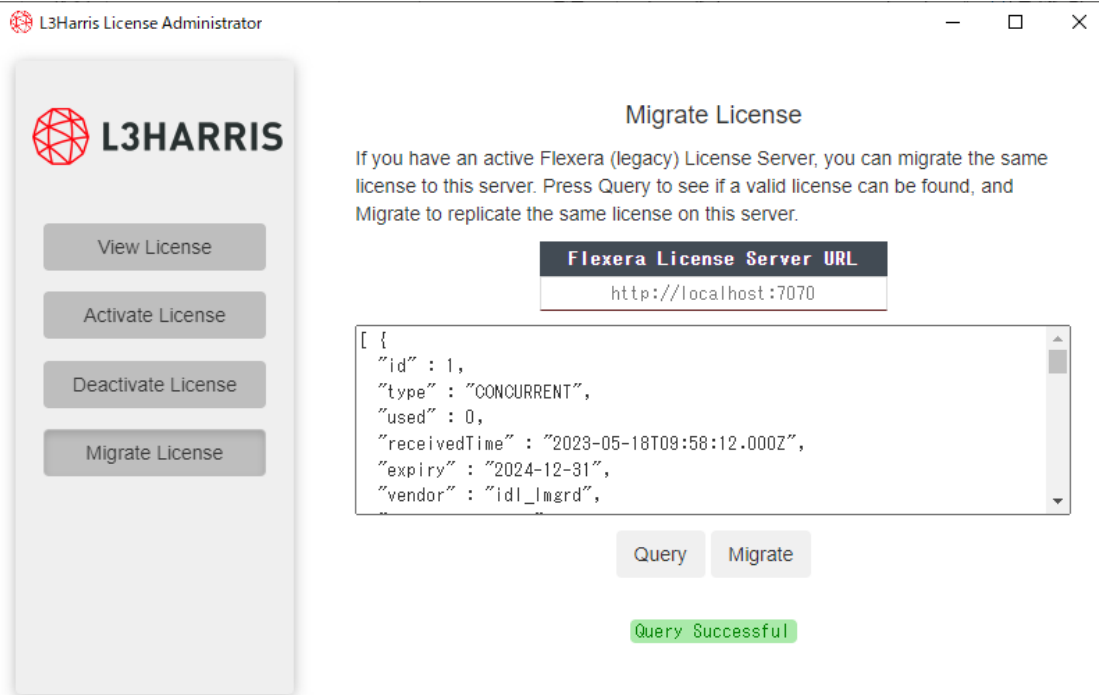 L3Harris License Administrator
L3HARRIS
View License
Activate License
Deactivate License
Migrate License
Migrate License
If you have an active Flexera (legacy) License Server, you can migrate the same
license to this server. Press Query to see if a valid license can be found, and
Migrate to replicate the same license on this server.
Flexera License Server URL
http://localhost:7070
[ {
"id" : 1,
"type" : "CONCURRENT",
"used" : 0,
"receivedTime" : "2023-05-18T09:58:12.000Z",
"expiry" : "2024-12-31",
"vendor" : "idl_lmgrd",
Query
Migrate
Query Successful